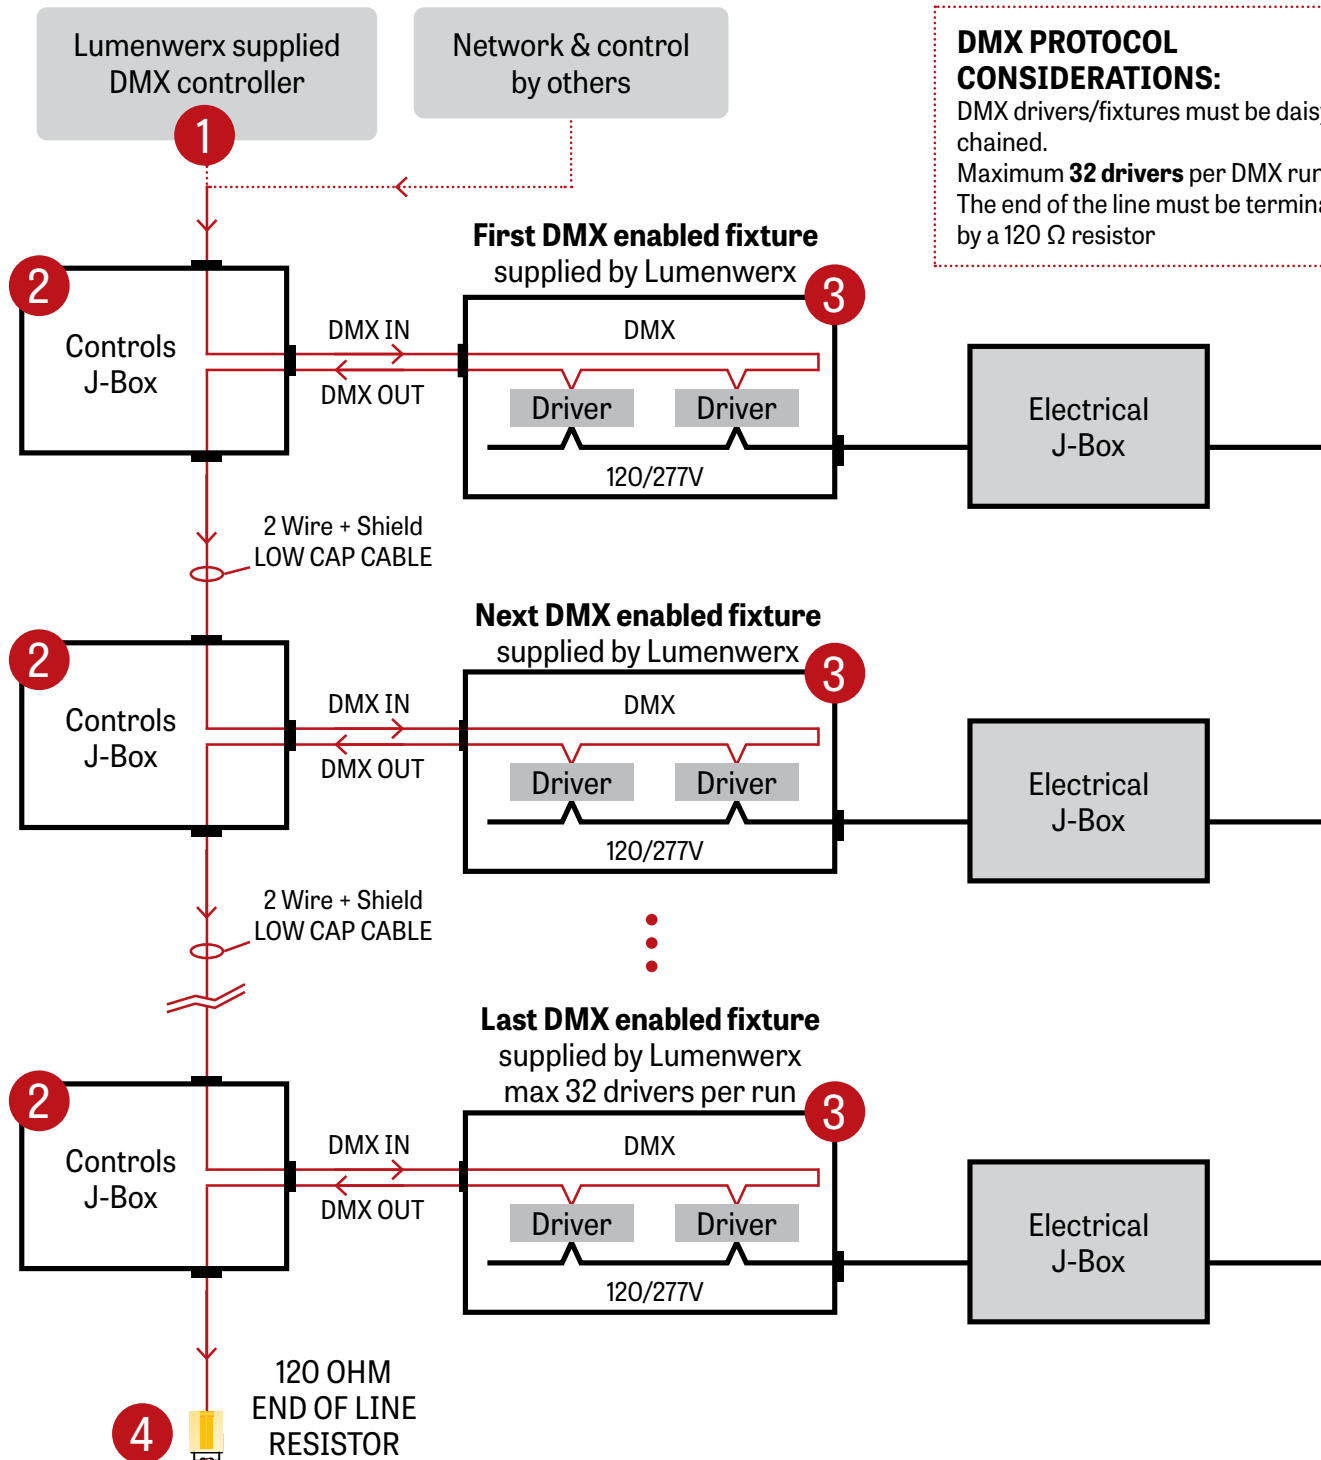 Lumenwerx supplied
DMX controller
1
Network & control
by others
DMX PROTOCOL
CONSIDERATIONS:
DMX drivers/fixtures must be daisy
chained.
Maximum 32 drivers per DMX run
The end of the line must be
by a 120 Ω resistor
First DMX enabled fixture
supplied by Lumenwerx
2
3
Controls
J-Box
DMX IN
DMX OUT
DMX
Driver
Driver
120/277V
Electrical
J-Box
2 Wire + Shield
LOW CAP CABLE
Next DMX enabled fixture
supplied by Lumenwerx
2
3
Controls
J-Box
DMX IN
DMX OUT
DMX
Driver
Driver
120/277V
Electrical
J-Box
2 Wire + Shield
LOW CAP CABLE
Last DMX enabled fixture
supplied by Lumenwerx
max 32 drivers per run
2
3
Controls
J-Box
DMX IN
DMX OUT
DMX
Driver
Driver
120/277V
Electrical
J-Box
4
120 OHM
END OF LINE
RESISTOR